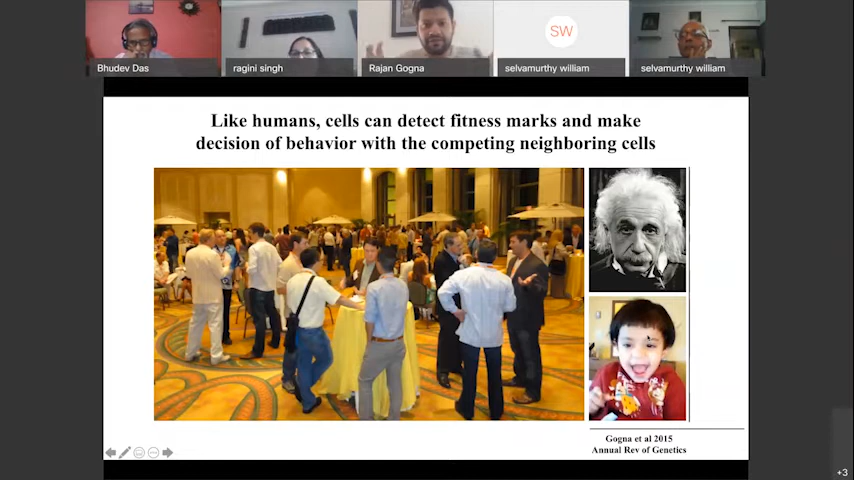 SW
Bhudev Das
ragini singh
Rajan Gogna
selvamurthy william
selvamurthy william
Like humans, cells can detect fitness marks and make
decision of behavior with the competing neighboring cells
Gogna et al 2015
Annual Rev of Genetics
+3